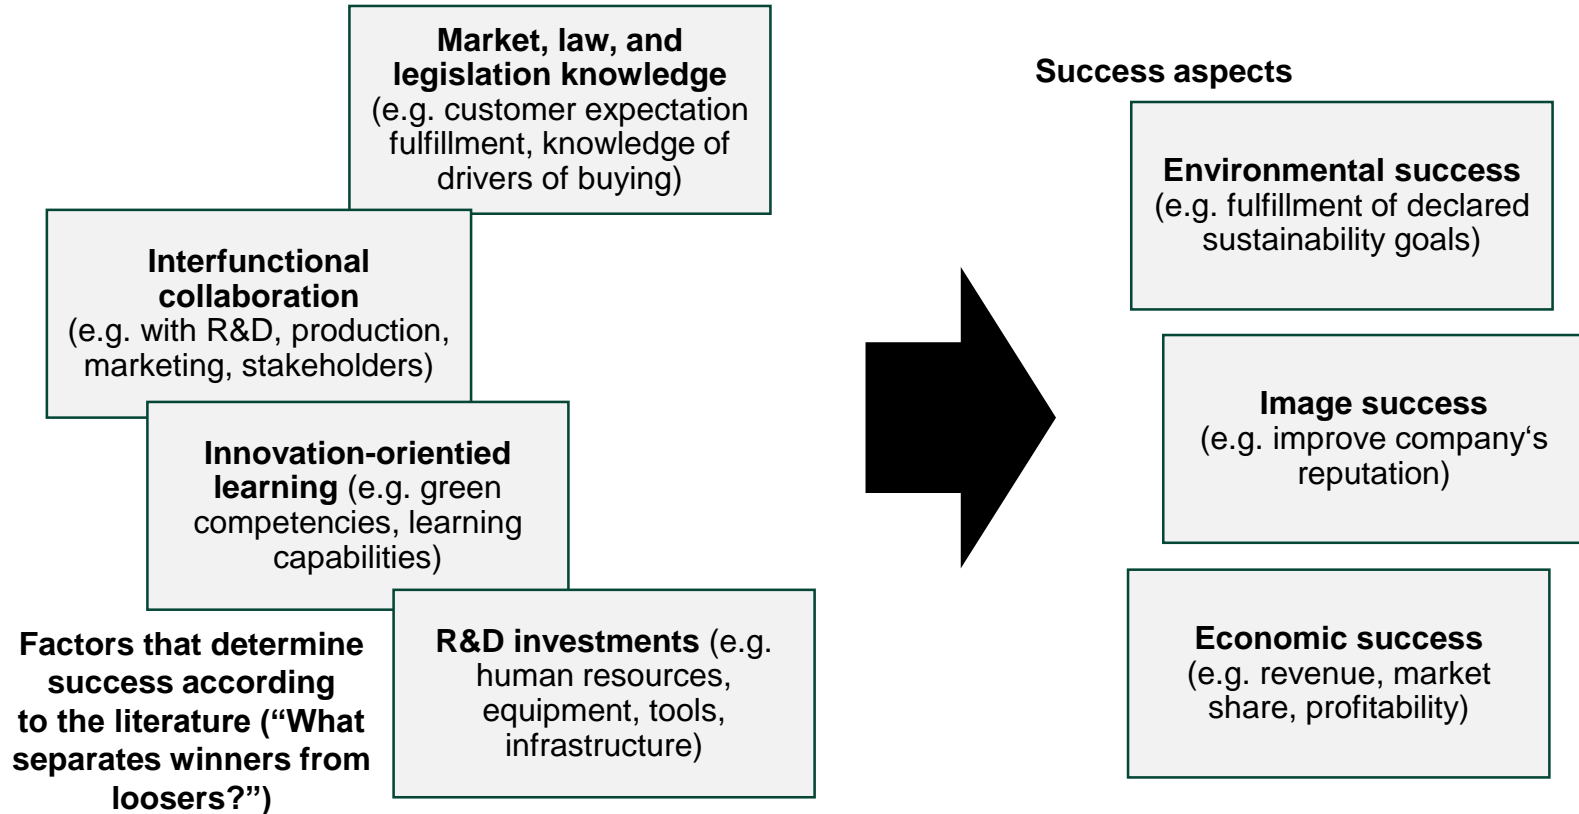 Market, law, and
legislation knowledge
(e.g. customer expectation
fulfillment, knowledge of
drivers of buying)
Interfunctional
collaboration
(e.g. with R&D, production,
marketing, stakeholders)
Innovation-orientied
learning (e.g. green
competencies, learning
capabilities)
R&D investments (e.g.
human resources,
equipment, tools,
infrastructure)
Factors that determine
success according
to the literature (“What
separates winners from
loosers?”)
Success aspects
Environmental success
(e.g. fulfillment of declared
sustainability goals)
Image success
(e.g. improve company‘s
reputation)
Economic success
(e.g. revenue, market
share, profitability)